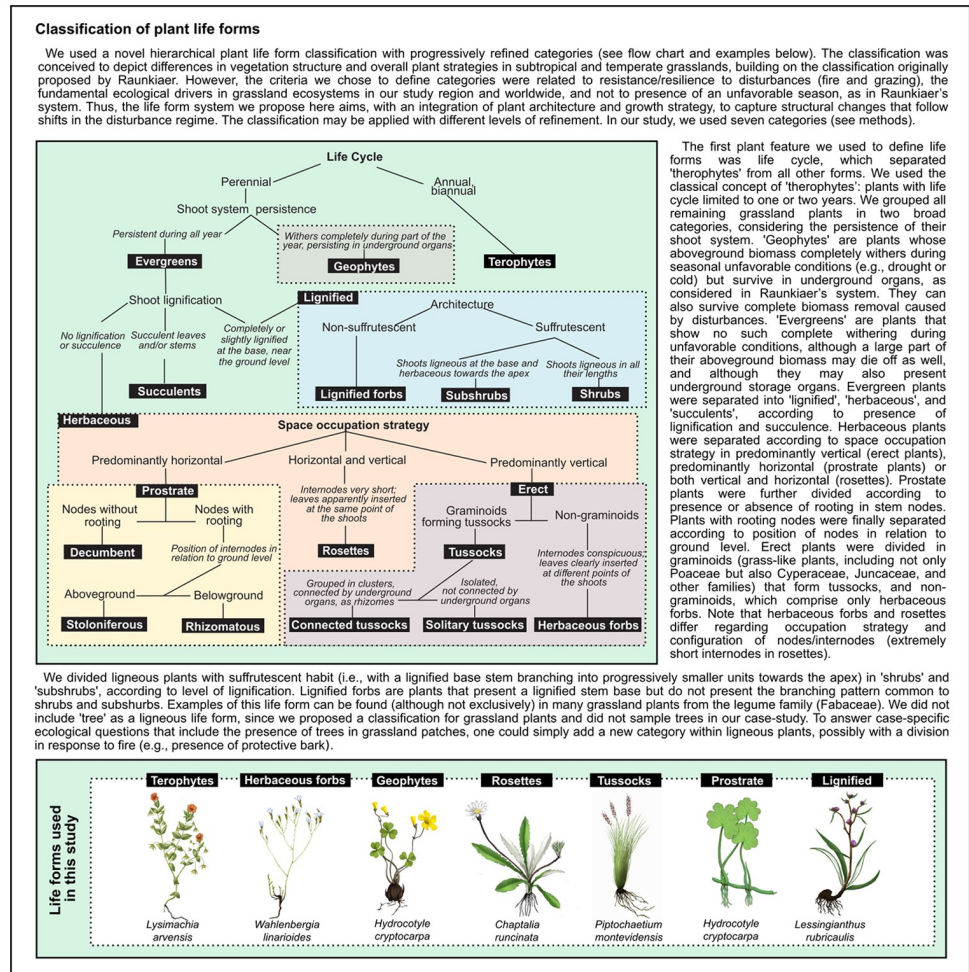 Classification of plant life forms
We used a novel hierarchical plant life form classification with progressively refined categories (see flow chart and examples below). The classification was
conceived to depict differences in vegetation structure and overall plant strategies in subtropical and temperate grasslands, building on the classification originally
proposed by Raunkiaer. However, the criteria we chose to define categories were related to resistance/resilience to disturbances (fire and grazing), the
fundamental ecological drivers in grassland ecosystems in our study region and worldwide, and not to presence of an unfavorable season, as in Raunkiaer's
system. Thus, the life form system we propose here aims, with an integration of plant architecture and growth strategy, to capture structural changes that follow
shifts in the disturbance regime. The classification may be applied with different levels of refinement. In our study, we used seven categories (see methods).
Life Cycle
Perennial
Annual,
biannual
Shoot system persistence
Persistent during all year
Withers completely during part of the
year, persisting in underground organs
Evergreens
Geophytes
Terophytes
Shoot lignification
Lignified
Architecture
No lignification
or succulence
Succulent leaves
and/or stems
Completely or
slightly lignified
at the base, near
the ground level
Non-suffrutescent
Suffrutescent
Shoots ligneous at the base and
herbaceous towards the apex
Shoots ligneous in all
their lengths
Succulents
Lignified forbs
Subshrubs
Shrubs
Herbaceous
Space occupation strategy
Predominantly horizontal
Horizontal and vertical
Predominantly vertical
Prostrate
Internodes very short;
leaves apparently inserted
at the same point of
the shoots
Erect
Nodes without
rooting
Nodes with
rooting
Graminoids
forming tussocks
Non-graminoids
Decumbent
Position of internodes in
relation to ground level
Rosettes
Tussocks
Internodes conspicuous;
leaves clearly inserted
at different points of
the shoots
Aboveground
Belowground
Grouped in clusters,
connected by underground
organs, as rhizomes
Isolated,
not connected by
underground organs
Stoloniferous
Rhizomatous
Connected tussocks
Solitary tussocks
Herbaceous forbs
The first plant feature we used to define life
forms was life cycle, which separated
'therophytes' from all other forms. We used the
classical concept of 'therophytes': plants with life
cycle limited to one or two years. We grouped all
remaining grassland plants in two broad
categories, considering the persistence of their
shoot system. 'Geophytes' are plants whose
aboveground biomass completely withers during
seasonal unfavorable conditions (e.g., drought or
cold) but survive in underground organs, as
considered in Raunkiaer's system. They can
also survive complete biomass removal caused
by disturbances. 'Evergreens' are plants that
show no such complete withering during
unfavorable conditions, although a large part of
their aboveground biomass may die off as well,
and although they may also present
underground storage organs. Evergreen plants
were separated into 'lignified', 'herbaceous', and
'succulents', according to presence of
lignification and succulence. Herbaceous plants
were separated according to space occupation
strategy in predominantly vertical (erect plants),
predominantly horizontal (prostrate plants) or
both vertical and horizontal (rosettes). Prostate
plants were further divided according to
presence or absence of rooting in stem nodes.
Plants with rooting nodes were finally separated
according to position of nodes in relation to
ground level. Erect plants were divided in
graminoids (grass-like plants, including not only
Poaceae but also Cyperaceae, Juncaceae, and
other families) that form tussocks, and non-
graminoids, which comprise only herbaceous
forbs. Note that herbaceous forbs and rosettes
differ regarding occupation strategy and
configuration of nodes/internodes (extremely
short internodes in rosettes).
We divided ligneous plants with suffrutescent habit (i.e., with a lignified base stem branching into progressively smaller units towards the apex) in 'shrubs' and
'subshrubs', according to level of lignification. Lignified forbs are plants that present a lignified stem base but do not present the branching pattern common to
shrubs and subshurbs. Examples of this life form can be found (although not exclusively) in many grassland plants from the legume family (Fabaceae). We did not
include 'tree' as a ligneous life form, since we proposed a classification for grassland plants and did not sample trees in our case-study. To answer case-specific
ecological questions that include the presence of trees in grassland patches, one could simply add a new category within ligneous plants, possibly with a division
in response to fire (e.g., presence of protective bark).
Life forms used
in this study
Terophytes
Herbaceous forbs
Geophytes
Rosettes
Tussocks
Prostrate
Lignified
Lysimachia
arvensis
Wahlenbergia
linarioides
Hydrocotyle
cryptocarpa
Chaptalia
runcinata
Piptochaetium
montevidensis
Hydrocotyle
cryptocarpa
Lessingianthus
rubricaulis